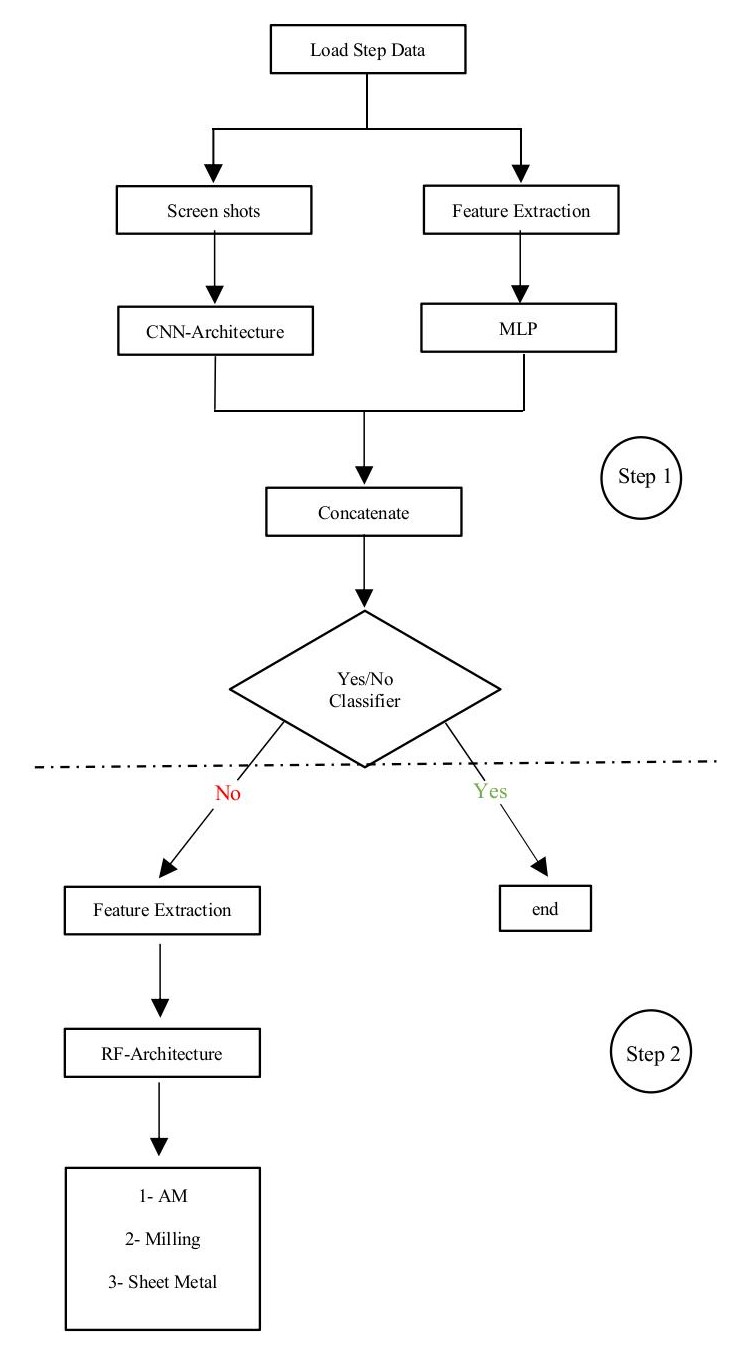 Load Step Data
Screen shots
Feature Extraction
CNN-Architecture
MLP
Step 1
Concatenate
Yes/No
Classifier
No
Yes
Feature Extraction
end
RF-Architecture
Step 2
1- AM
2- Milling
3- Sheet Metal